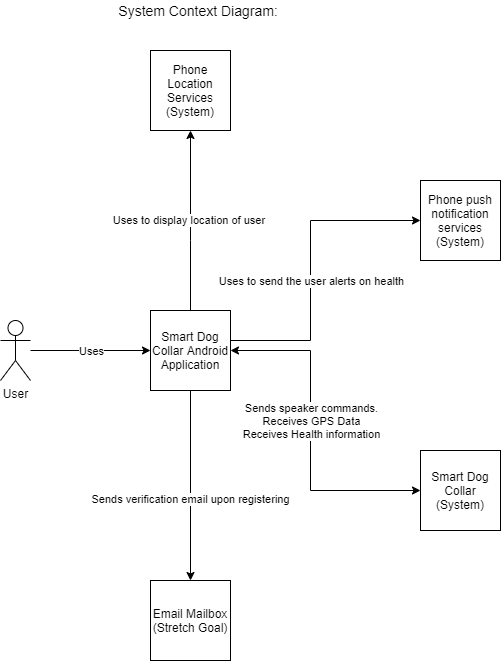 System Context Diagram:
Phone
Location
Services
(System)
Phone push
notification
services
(System)
Uses to display location of user
Uses to send the user alerts on health
Smart Dog
Collar Android
Application
Uses
User
Sends speaker commands.
Receives GPS Data
Receives Health information
Smart Dog
Collar
(System)
Sends verification email upon registering
Email Mailbox
(Stretch Goal)